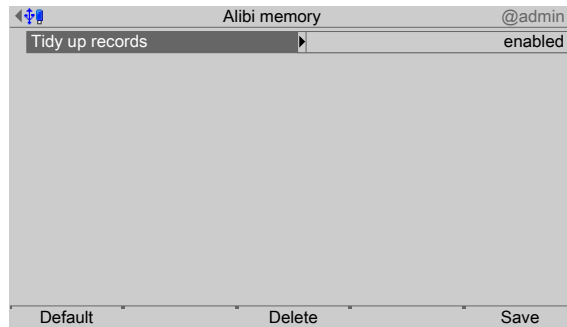 Alibi memory @admin
Tidy up records enabled
Default Delete Save